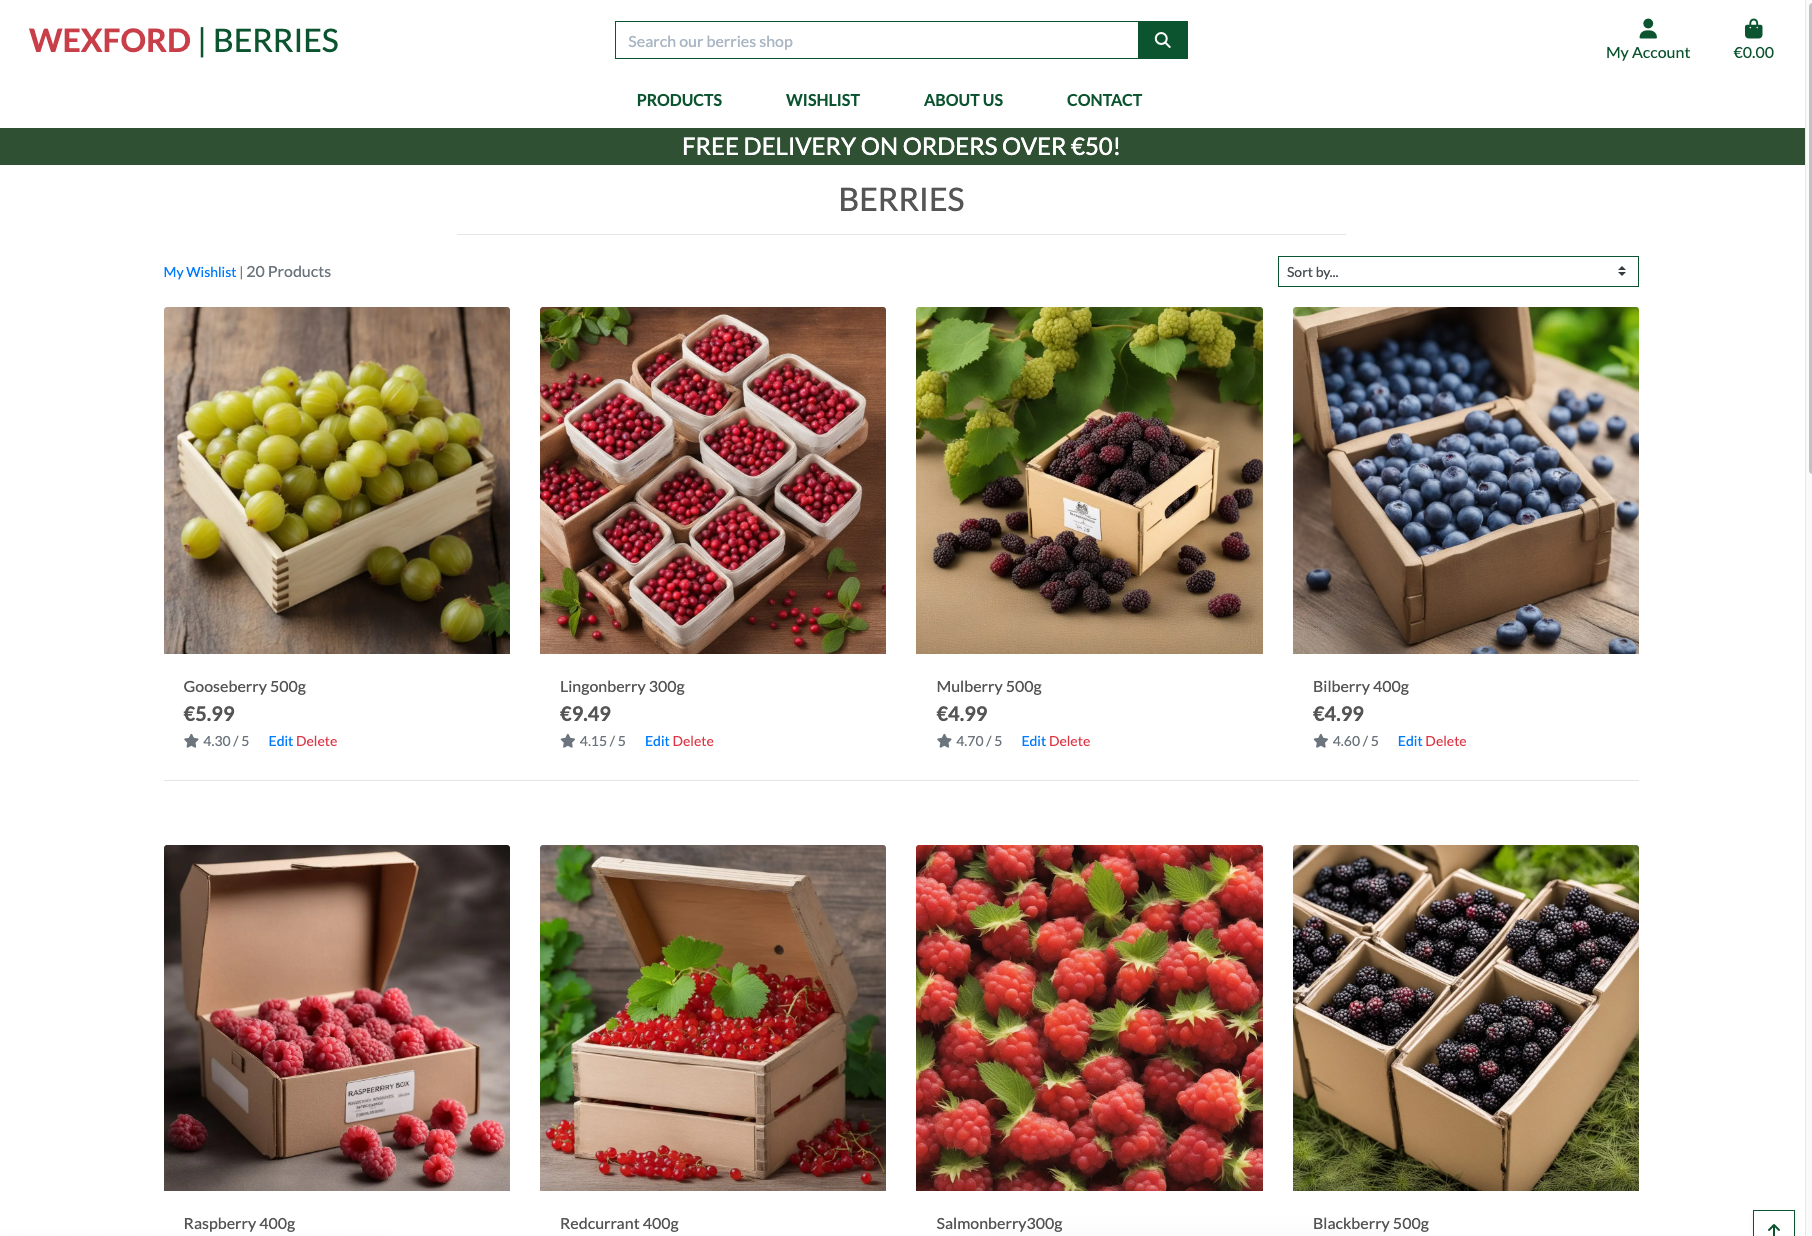 WEXFORD | BERRIES
Search our berries shop
My Account
€0.00
PRODUCTS
WISHLIST
ABOUT US
CONTACT
FREE DELIVERY ON ORDERS OVER €50!
BERRIES
My Wishlist | 20 Products
Sort by...
Gooseberry 500g
€5.99
4.30 / 5 Edit Delete
Lingonberry 300g
€9.49
4.15 / 5 Edit Delete
Mulberry 500g
€4.99
4.70 / 5 Edit Delete
Bilberry 400g
€4.99
4.60 / 5 Edit Delete
RASPBERRRY BOX
Raspberry 400g
Redcurrant 400g
Salmonberry300g
Blackberry 500g